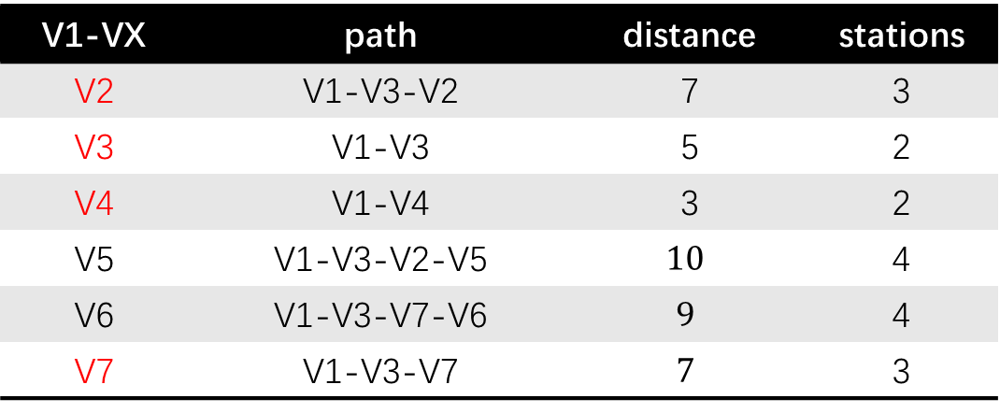 V1-VX path distance stations
V2 V1-V3-V2 7 3
V3 V1-V3 5 2
V4 V1-V4 3 2
V5 V1-V3-V2-V5 10 4
V6 V1-V3-V7-V6 9 4
V7 V1-V3-V7 7 3